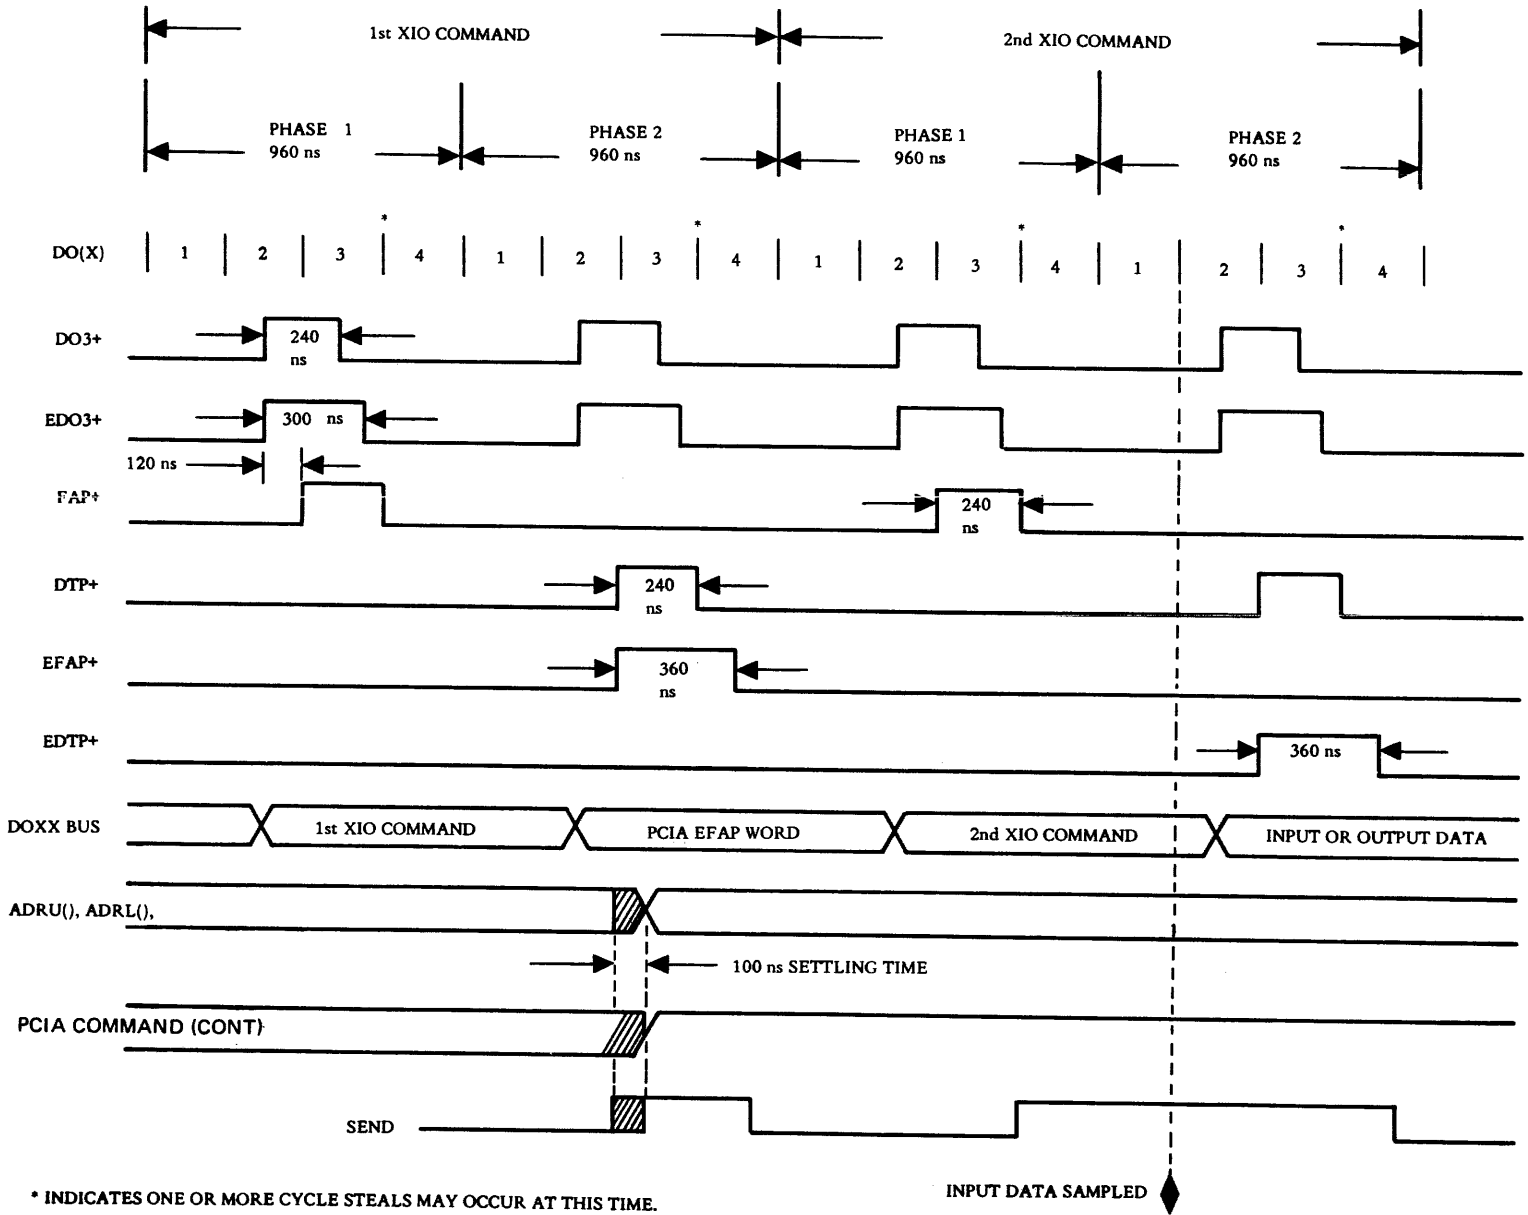 1st XIO COMMAND
2nd XIO COMMAND
PHASE 1
960 ns
PHASE 2
960 ns
PHASE 1
960 ns
PHASE 2
960 ns
* * * *
DO(X) 1 2 3 4 1 2 3 4 1 2 3 4 1 2 3 4
DO3+
240
ns
EDO3+
300 ns
120 ns
FAP+
240
ns
DTP+
240
ns
EFAP+
360
ns
EDTP+
360 ns
DOXX BUS
1st XIO COMMAND
PCIA EFAP WORD
2nd XIO COMMAND
INPUT OR OUTPUT DATA
ADRU(), ADRL(),
100 ns SETTLING TIME
PCIA COMMAND (CONT)
SEND
INPUT DATA SAMPLED
* INDICATES ONE OR MORE CYCLE STEALS MAY OCCUR AT THIS TIME.